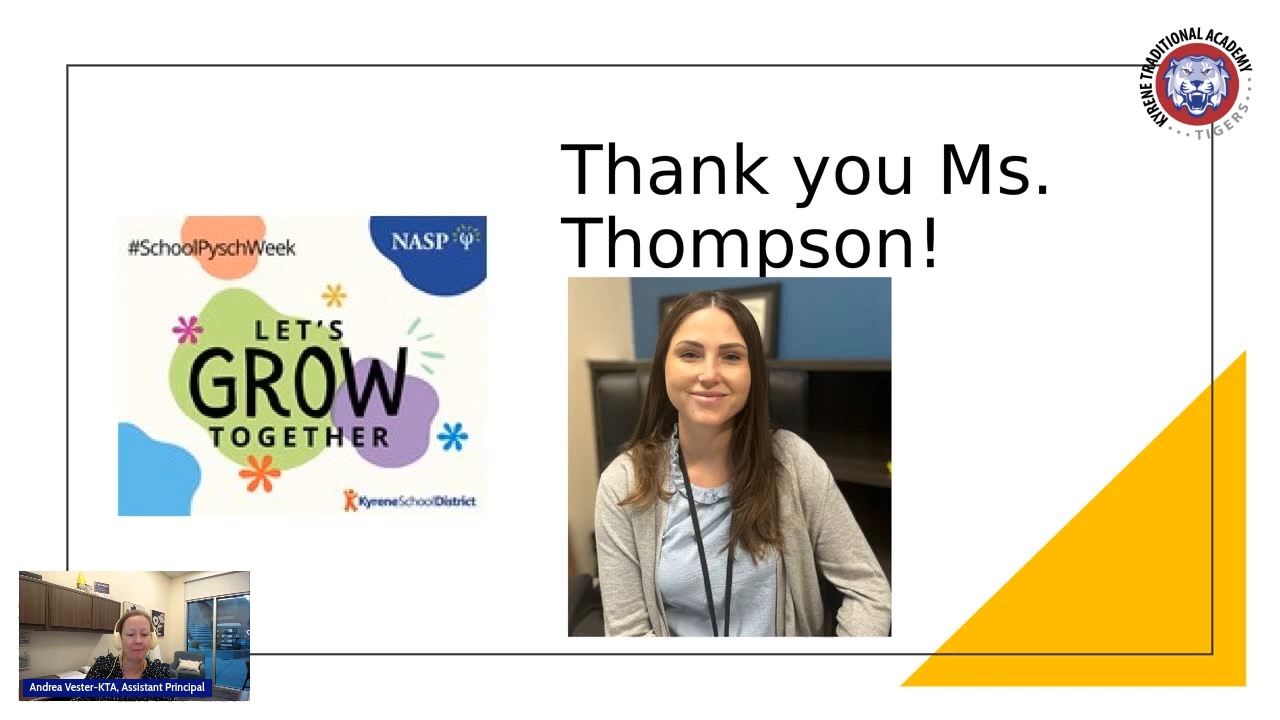 KYRENE TRADITIONAL ACADEMY
TIGERS
Thank you Ms.
Thompson!
#SchoolPyschWeek
NASP
LET'S
GROW
TOGETHER
KyreneSchoolDistrict
Andrea Vester-KTA, Assistant Principal